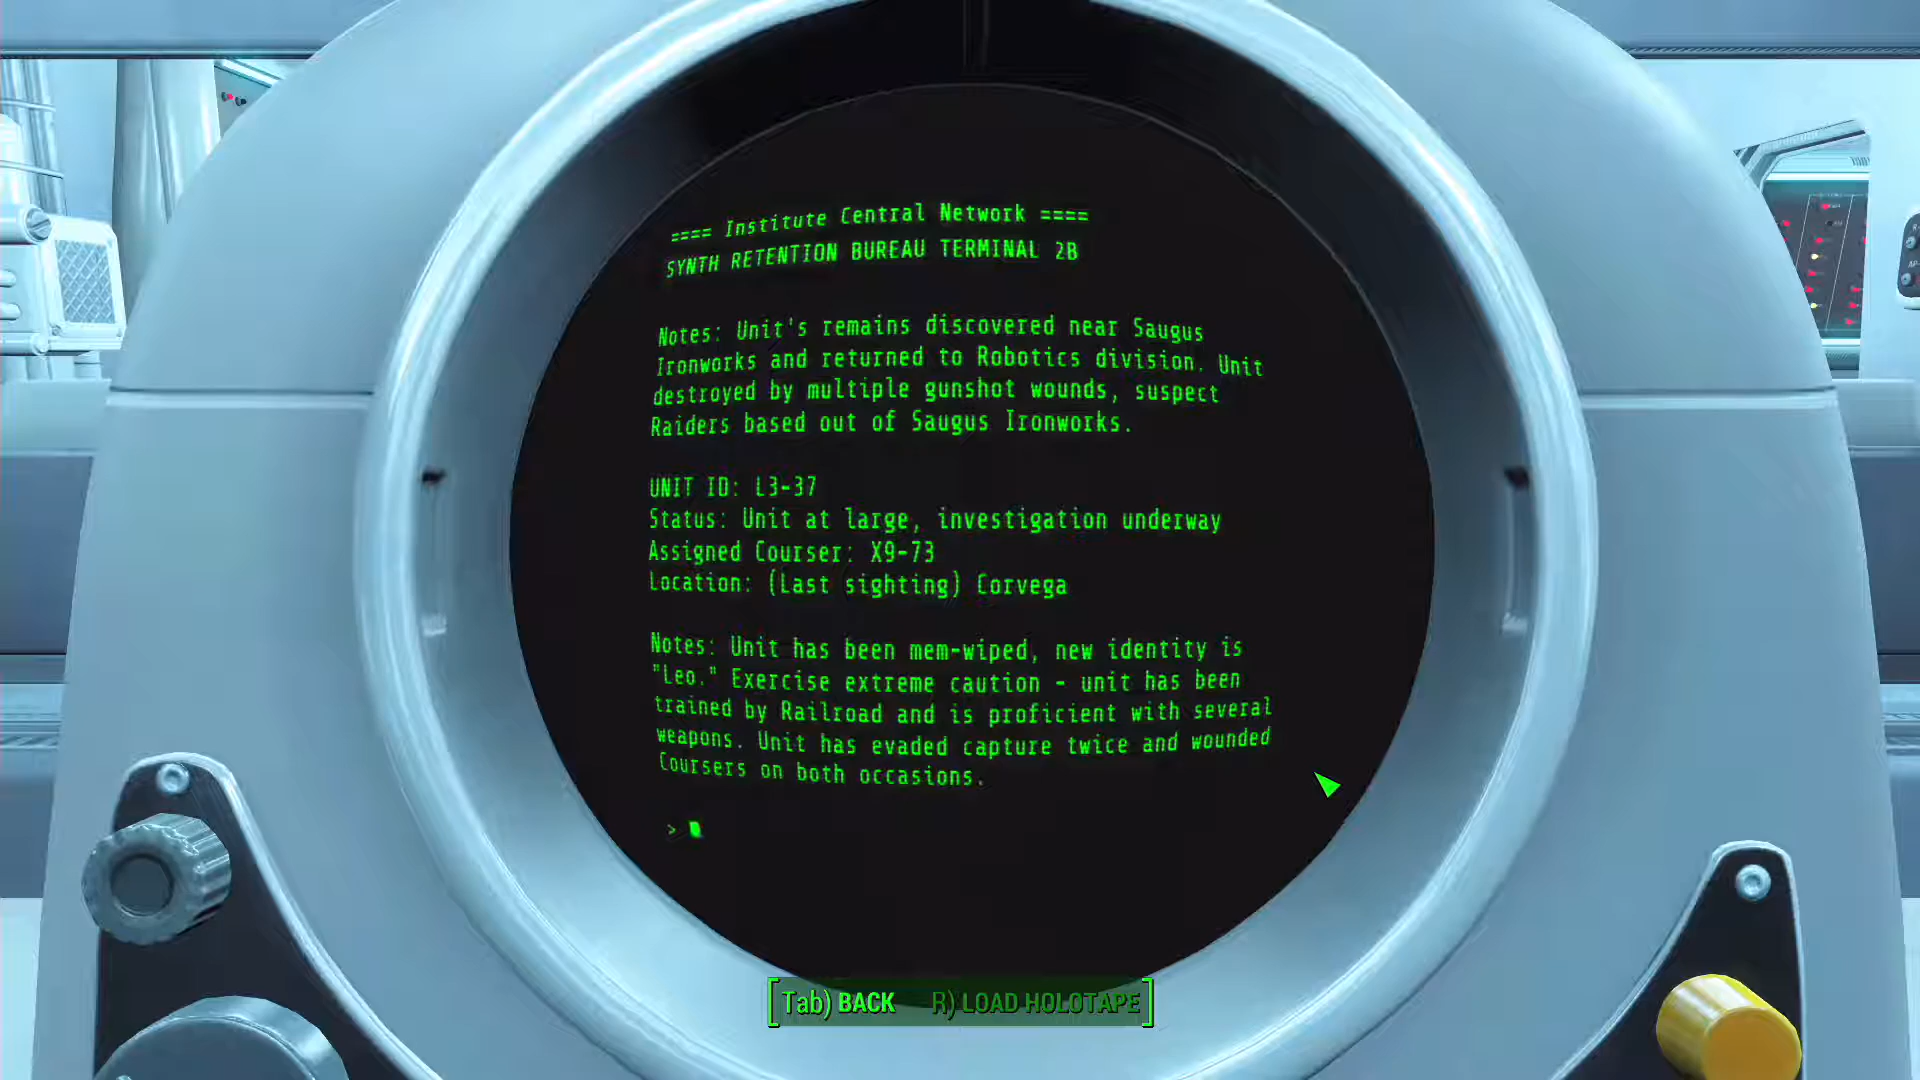 ==== Institute Central Network ====
SYNTH RETENTION BUREAU TERMINAL 2B
Notes: Unit's remains discovered near Saugus
Ironworks and returned to Robotics division. Unit
destroyed by multiple gunshot wounds, suspect
Raiders based out of Saugus Ironworks.
UNIT ID: L3-37
Status: Unit at large, investigation underway
Assigned Courser: X9-73
Location: (Last sighting) Corvega
Notes: Unit has been mem-wiped, new identity is
"Leo." Exercise extreme caution - unit has been
trained by Railroad and is proficient with several
weapons. Unit has evaded capture twice and wounded
Coursers on both occasions.
>
[Tab) BACK R) LOAD HOLOTAPE]